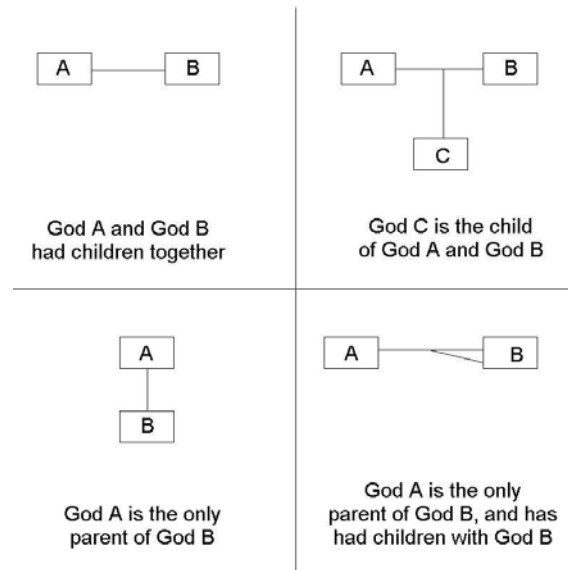 A B
God A and God B
had children together
A B
C
God C is the child
of God A and God B
A
B
God A is the only
parent of God B
A B
God A is the only
parent of God B, and has
had children with God B